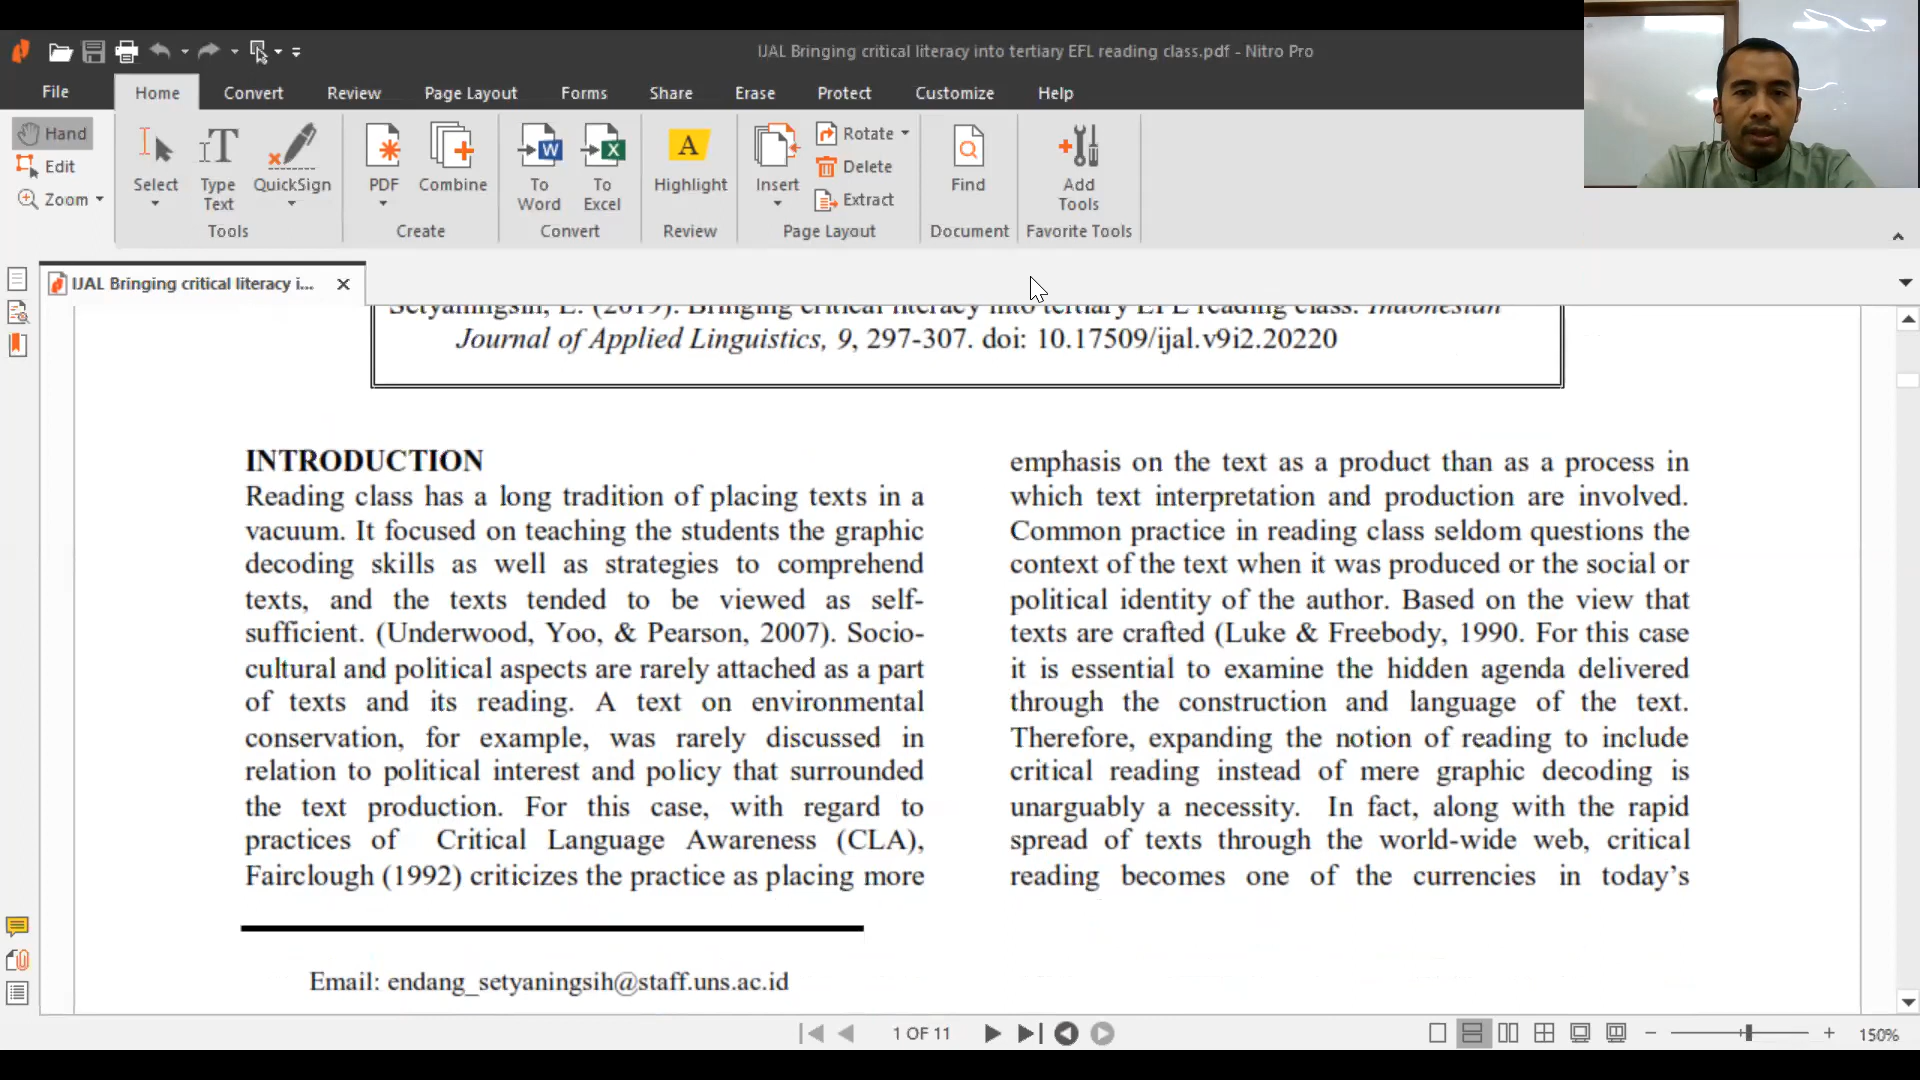 IJAL Bringing critical literacy into tertiary EFL reading class.pdf - Nitro Pro
File
Home
Convert
Review
Page Layout
Forms
Share
Erase
Protect
Customize
Help
Hand
Edit
Zoom
Select
Type
Text
QuickSign
Tools
PDF
Combine
Create
To
Word
To
Excel
Convert
Highlight
Review
Insert
Rotate
Delete
Extract
Page Layout
Find
Document
Add
Tools
Favorite Tools
IJAL Bringing critical literacy i...
Setyaningsih, E. (2019). Bringing critical literacy into tertiary EFL reading class. Indonesian
Journal of Applied Linguistics, 9, 297-307. doi: 10.17509/ijal.v9i2.20220
INTRODUCTION
Reading class has a long tradition of placing texts in a
vacuum. It focused on teaching the students the graphic
decoding skills as well as strategies to comprehend
texts, and the texts tended to be viewed as self-
sufficient. (Underwood, Yoo, & Pearson, 2007). Socio-
cultural and political aspects are rarely attached as a part
of texts and its reading. A text on environmental
conservation, for example, was rarely discussed in
relation to political interest and policy that surrounded
the text production. For this case, with regard to
practices of Critical Language Awareness (CLA),
Fairclough (1992) criticizes the practice as placing more
emphasis on the text as a product than as a process in
which text interpretation and production are involved.
Common practice in reading class seldom questions the
context of the text when it was produced or the social or
political identity of the author. Based on the view that
texts are crafted (Luke & Freebody, 1990. For this case
it is essential to examine the hidden agenda delivered
through the construction and language of the text.
Therefore, expanding the notion of reading to include
critical reading instead of mere graphic decoding is
unarguably a necessity. In fact, along with the rapid
spread of texts through the world-wide web, critical
reading becomes one of the currencies in today's
Email: endang_setyaningsih@staff.uns.ac.id
1 OF 11
150%